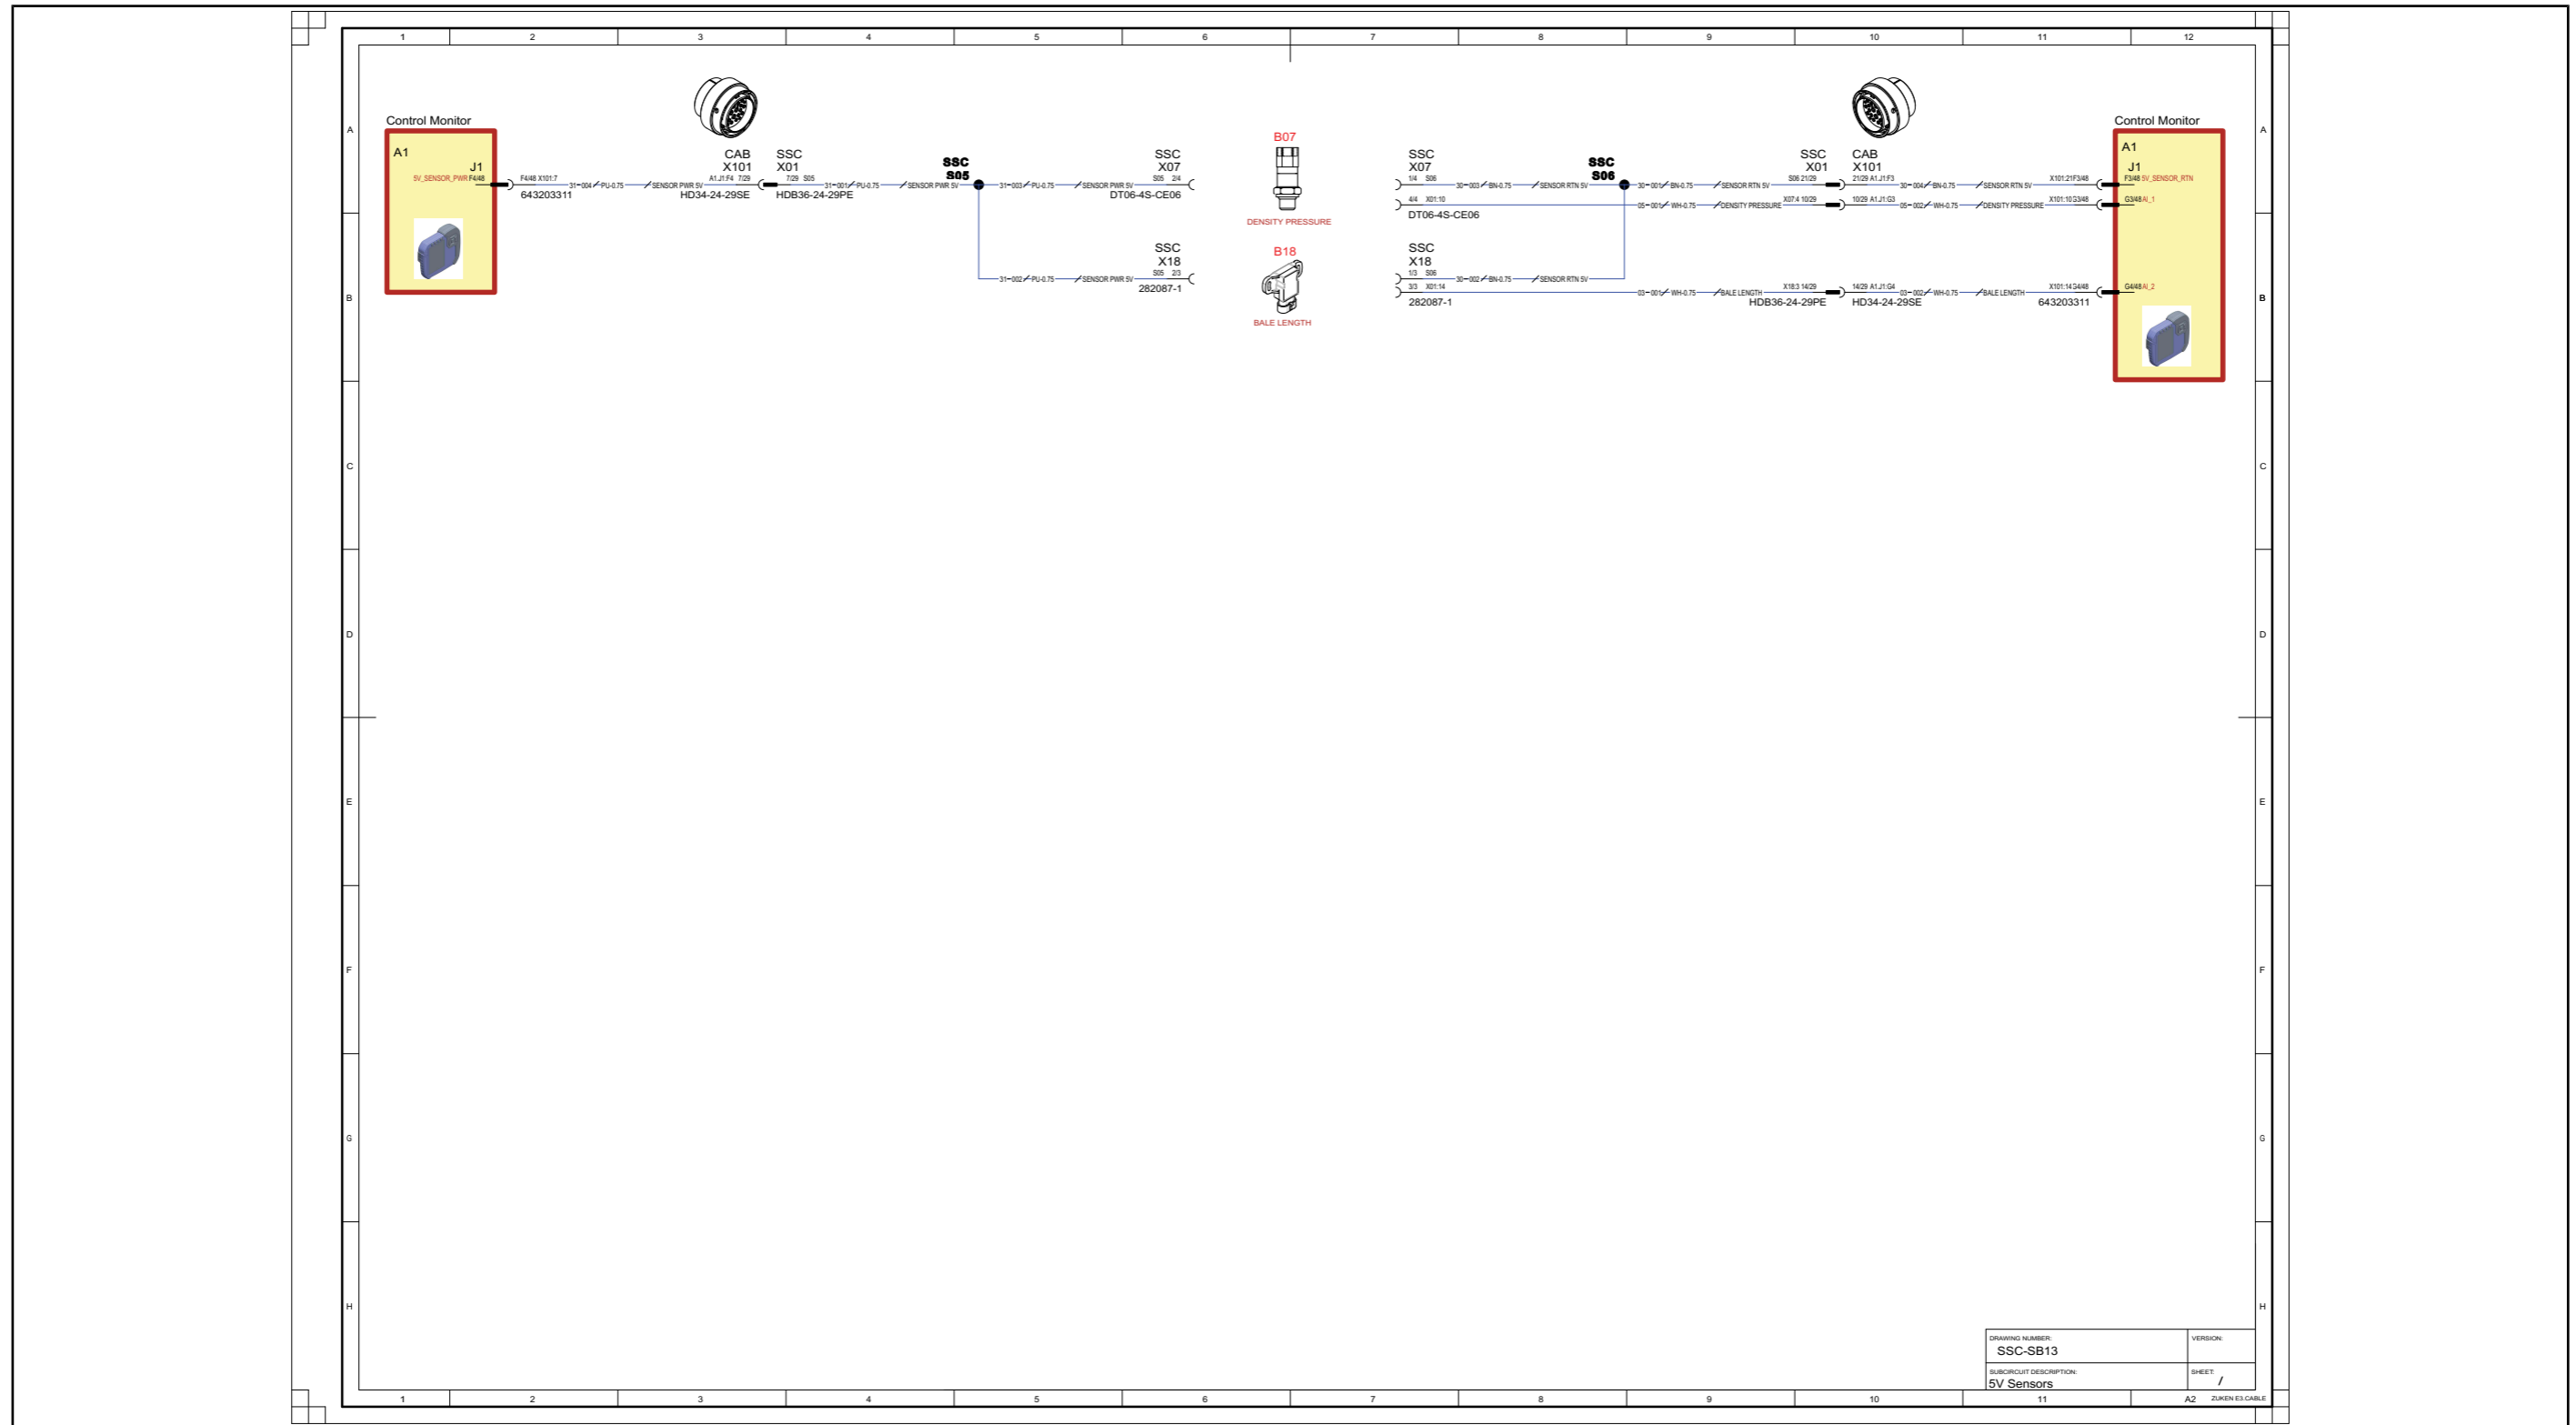 1 2 3 4 5 6 7 8 9 10 11 12
A A
B B
C C
D D
E E
F F
G G
H H
Control Monitor
A1
J1
5V_SENSOR_PWR F4/48
F4/48 X101:7
643203311
31-004 PU-0.75 SENSOR PWR 5V
CAB
X101
A1.J1:F4 7/29
HD34-24-29SE
SSC
X01
7/29 S05
HDB36-24-29PE
31-001 PU-0.75 SENSOR PWR 5V
SSC
S05
31-003 PU-0.75 SENSOR PWR 5V
SSC
X07
S05 2/4
DT06-4S-CE06
31-002 PU-0.75 SENSOR PWR 5V
SSC
X18
S05 2/3
282087-1
B07
DENSITY PRESSURE
B18
BALE LENGTH
SSC
X07
1/4 S06
4/4 X01:10
DT06-4S-CE06
30-003 BN-0.75 SENSOR RTN 5V
SSC
X18
1/3 S06
3/3 X01:14
282087-1
30-002 BN-0.75 SENSOR RTN 5V
SSC
S06
30-001 BN-0.75 SENSOR RTN 5V
05-001 WH-0.75 DENSITY PRESSURE
03-001 WH-0.75 BALE LENGTH
SSC
X01
S06 21/29
X07:4 10/29
X18:3 14/29
HDB36-24-29PE
CAB
X101
21/29 A1.J1:F3
10/29 A1.J1:G3
14/29 A1.J1:G4
HD34-24-29SE
30-004 BN-0.75 SENSOR RTN 5V
05-002 WH-0.75 DENSITY PRESSURE
03-002 WH-0.75 BALE LENGTH
X101:21 F3/48
X101:10 G3/48
X101:14 G4/48
643203311
Control Monitor
A1
J1
F3/48 5V_SENSOR_RTN
G3/48 AI_1
G4/48 AI_2
DRAWING NUMBER:
SSC-SB13
VERSION:
SUBCIRCUIT DESCRIPTION:
5V Sensors
SHEET:
/
1 2 3 4 5 6 7 8 9 10 11 A2 ZUKEN E3.CABLE